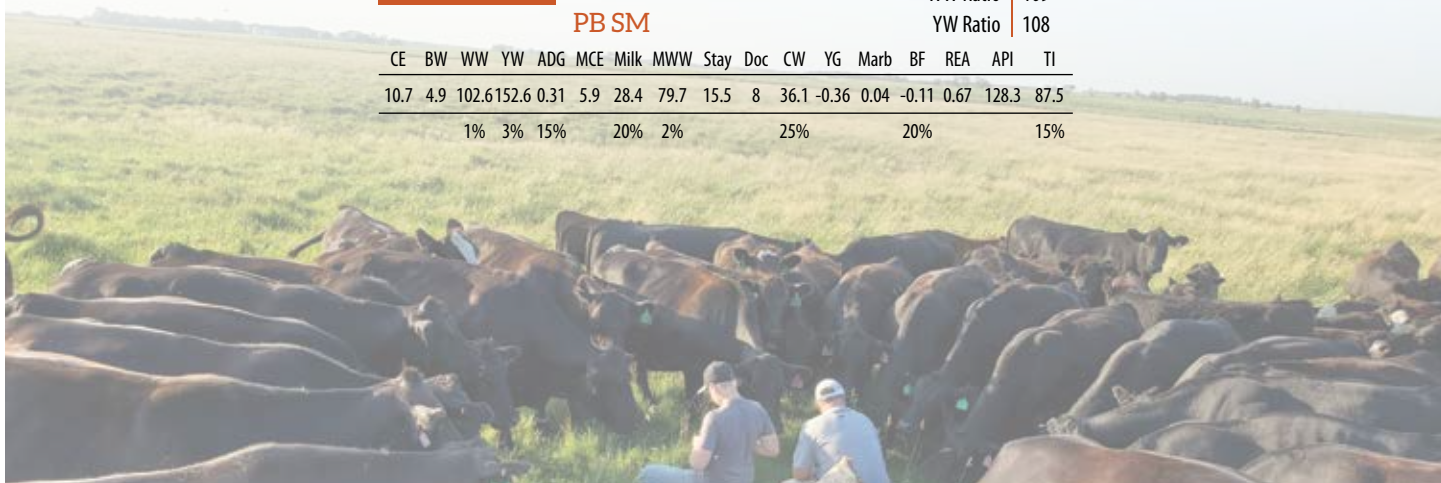 PB SM
YW Ratio 108
CE BW WW YW ADG MCE Milk MWW Stay Doc CW YG Marb BF REA API TI
10.7 4.9 102.6 152.6 0.31 5.9 28.4 79.7 15.5 8 36.1 -0.36 0.04 -0.11 0.67 128.3 87.5
1% 3% 15% 20% 2% 25% 20% 15%